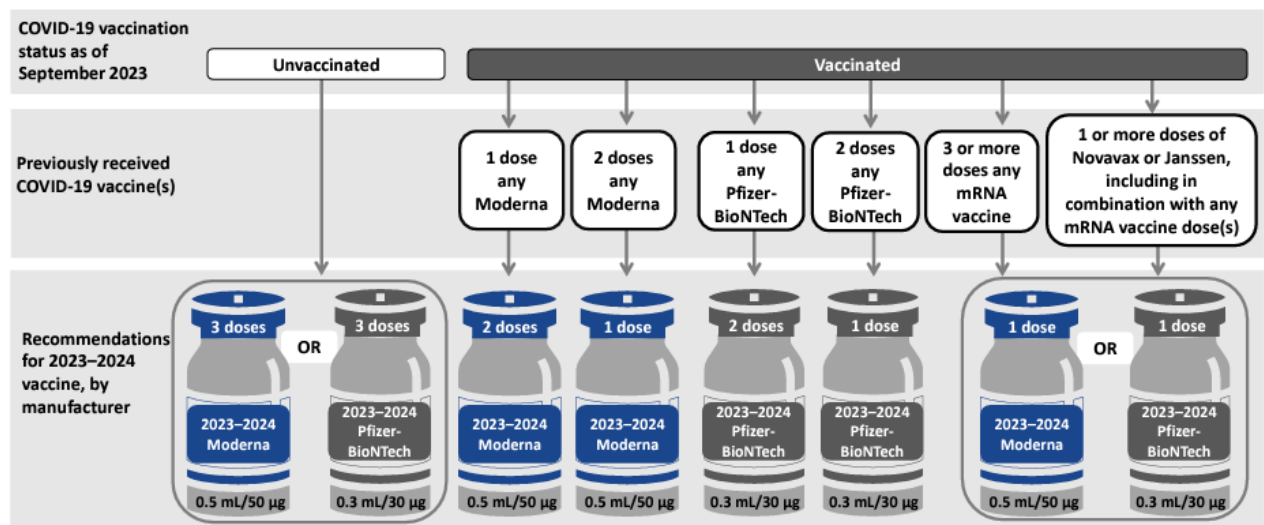 COVID-19 vaccination
status as of
September 2023
Unvaccinated
Vaccinated
Previously received
COVID-19 vaccine(s)
1 dose
any
Moderna
2 doses
any
Moderna
1 dose
any
Pfizer-
BioNTech
2 doses
any
Pfizer-
BioNTech
3 or more
doses any
mRNA
vaccine
1 or more doses of
Novavax or Janssen,
including in
combination with any
mRNA vaccine dose(s)
Recommendations
for 2023–2024
vaccine, by
manufacturer
3 doses
2023–2024
Moderna
0.5 mL/50 µg
OR
3 doses
2023–2024
Pfizer-
BioNTech
0.3 mL/30 µg
2 doses
2023–2024
Moderna
0.5 mL/50 µg
1 dose
2023–2024
Moderna
0.5 mL/50 µg
2 doses
2023–2024
Pfizer-
BioNTech
0.3 mL/30 µg
1 dose
2023–2024
Pfizer-
BioNTech
0.3 mL/30 µg
1 dose
2023–2024
Moderna
0.5 mL/50 µg
OR
1 dose
2023–2024
Pfizer-
BioNTech
0.3 mL/30 µg